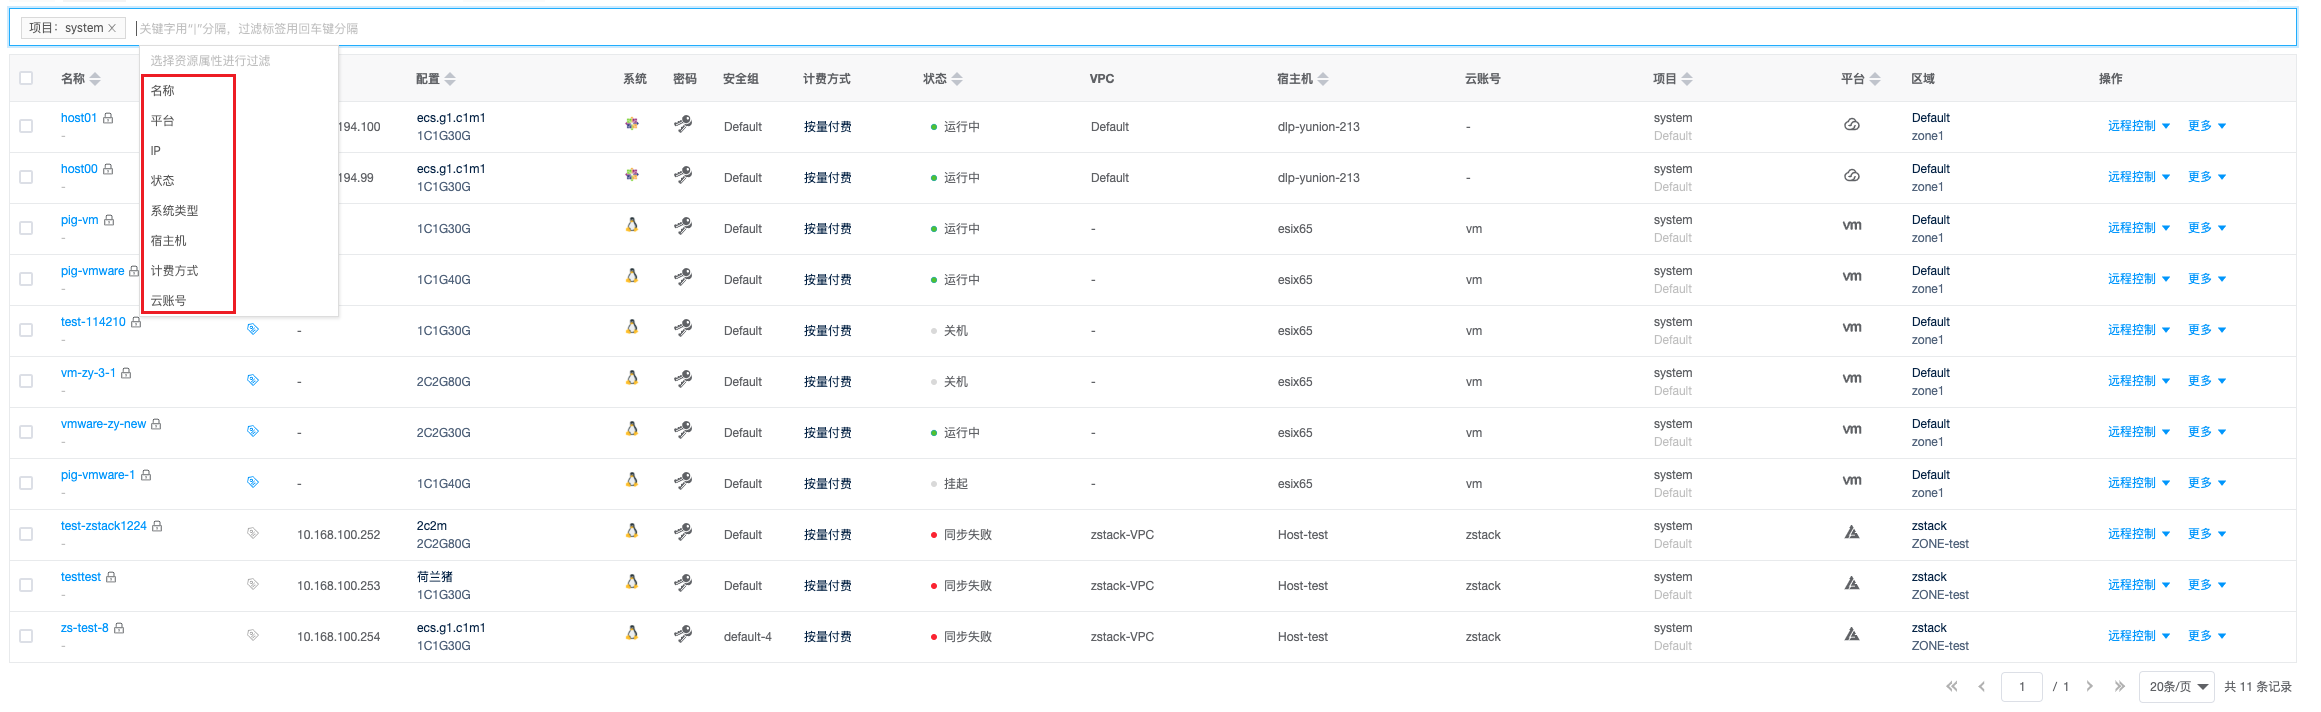 项目：system ×
关键字用“|”分隔，过滤标签用回车键分隔
选择资源属性进行过滤
名称
平台
IP
状态
系统类型
宿主机
计费方式
云账号
名称 配置 系统 密码 安全组 计费方式 状态 VPC 宿主机 云账号 项目 平台 区域 操作
host01 194.100 ecs.g1.c1m1 Default 按量付费 运行中 Default dlp-yunion-213 - system Default 远程控制 更多
- 1C1G30G zone1
host00 194.99 ecs.g1.c1m1 Default 按量付费 运行中 Default dlp-yunion-213 - system Default 远程控制 更多
- 1C1G30G Default zone1
pig-vm 1C1G30G Default 按量付费 运行中 - esix65 vm system vm Default 远程控制 更多
- Default zone1
pig-vmware 1C1G40G Default 按量付费 运行中 - esix65 vm system vm Default 远程控制 更多
- Default zone1
test-114210 - 1C1G30G Default 按量付费 关机 - esix65 vm system vm Default 远程控制 更多
- Default zone1
vm-zy-3-1 - 2C2G80G Default 按量付费 关机 - esix65 vm system vm Default 远程控制 更多
- Default zone1
vmware-zy-new - 2C2G30G Default 按量付费 运行中 - esix65 vm system vm Default 远程控制 更多
- Default zone1
pig-vmware-1 - 1C1G40G Default 按量付费 挂起 - esix65 vm system vm Default 远程控制 更多
- Default zone1
test-zstack1224 10.168.100.252 2c2m Default 按量付费 同步失败 zstack-VPC Host-test zstack system zstack 远程控制 更多
- 2C2G80G Default ZONE-test
testtest 10.168.100.253 荷兰猪 Default 按量付费 同步失败 zstack-VPC Host-test zstack system zstack 远程控制 更多
- 1C1G30G Default ZONE-test
zs-test-8 10.168.100.254 ecs.g1.c1m1 default-4 按量付费 同步失败 zstack-VPC Host-test zstack system zstack 远程控制 更多
- 1C1G30G Default ZONE-test
1 / 1 20条/页 共 11 条记录